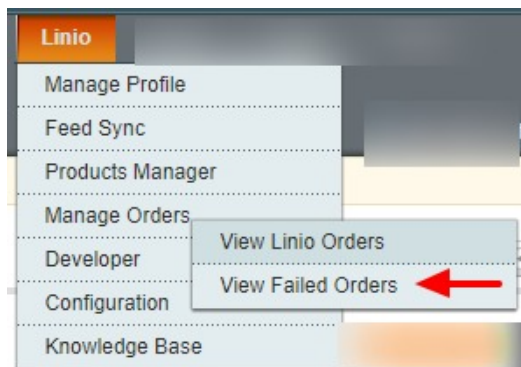 Linio
Manage Profile
Feed Sync
Products Manager
Manage Orders
View Linio Orders
View Failed Orders
Developer
Configuration
Knowledge Base